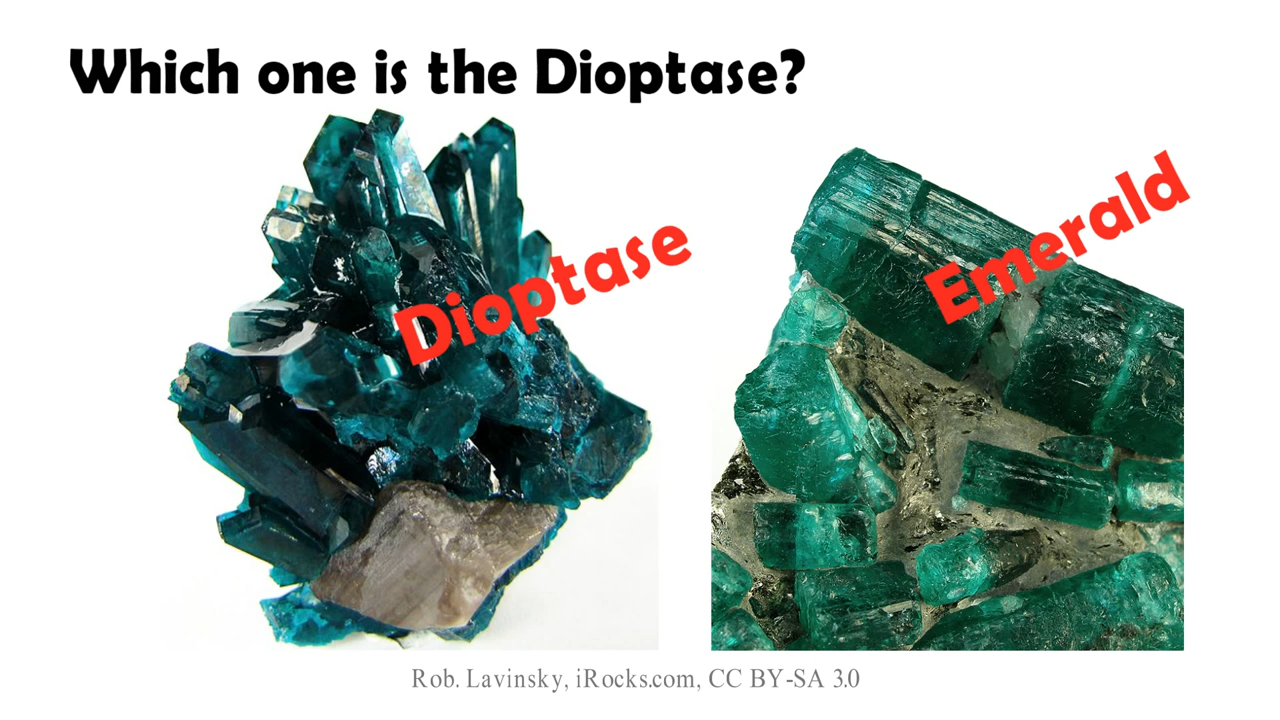 Which one is the Dioptase?
Dioptase
Emerald
Rob. Lavinsky, iRocks.com, CC BY-SA 3.0